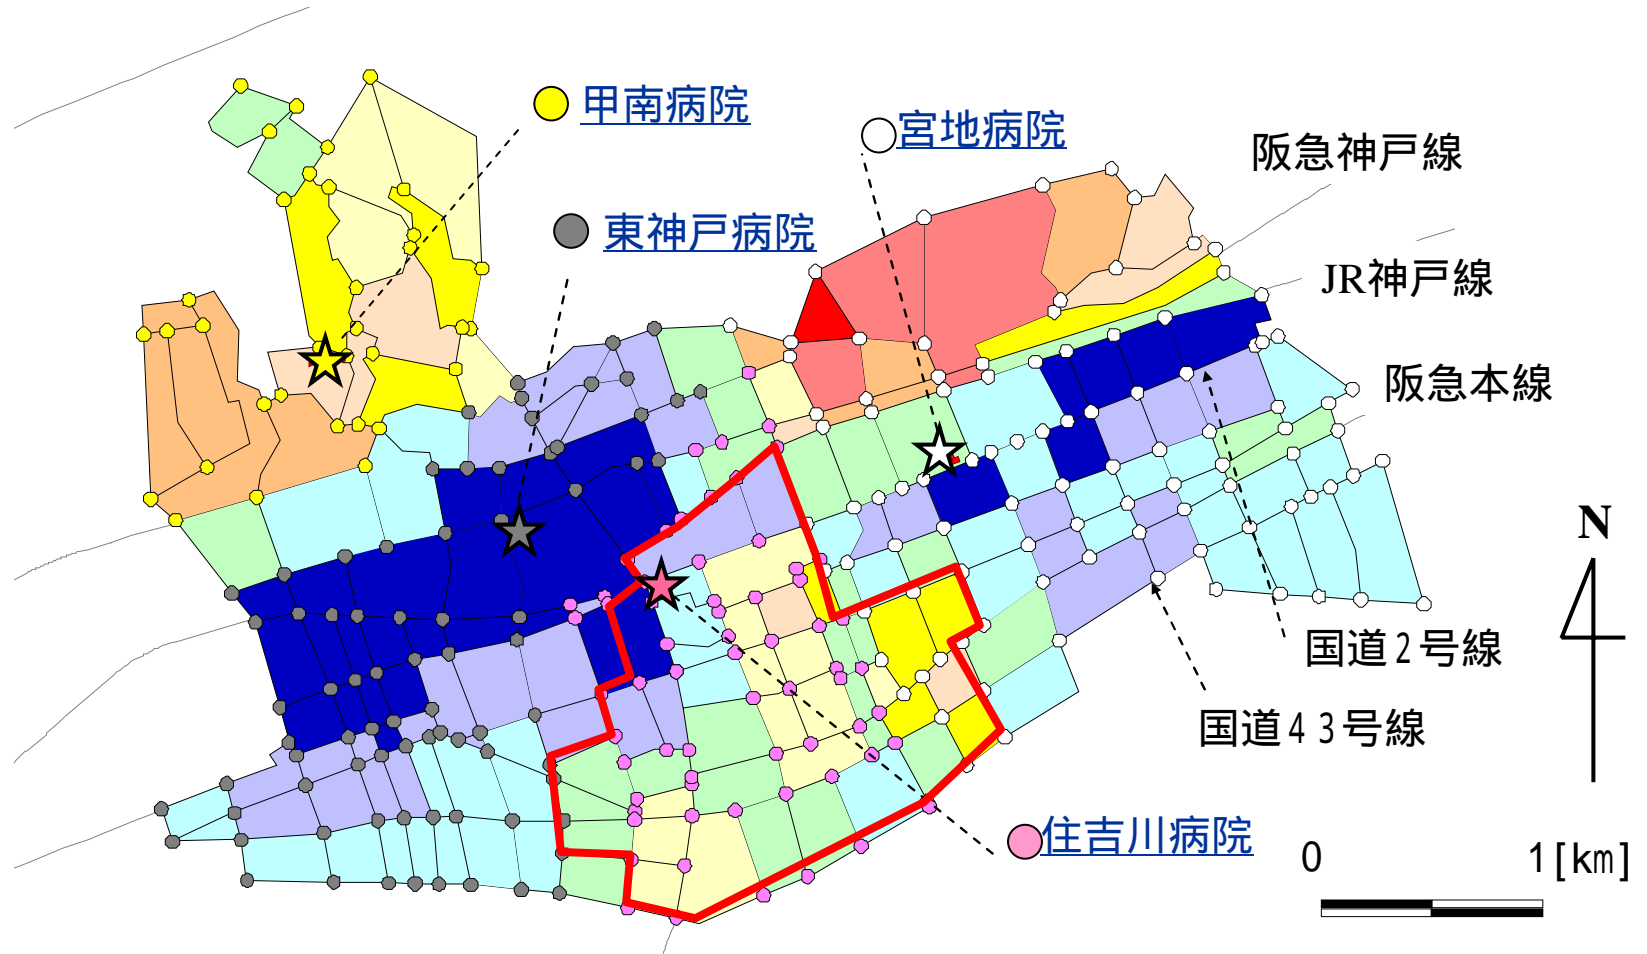 甲南病院
宮地病院
阪急神戸線
東神戸病院
JR神戸線
阪急本線
N
国道2号線
国道43号線
住吉川病院
0 1[km]